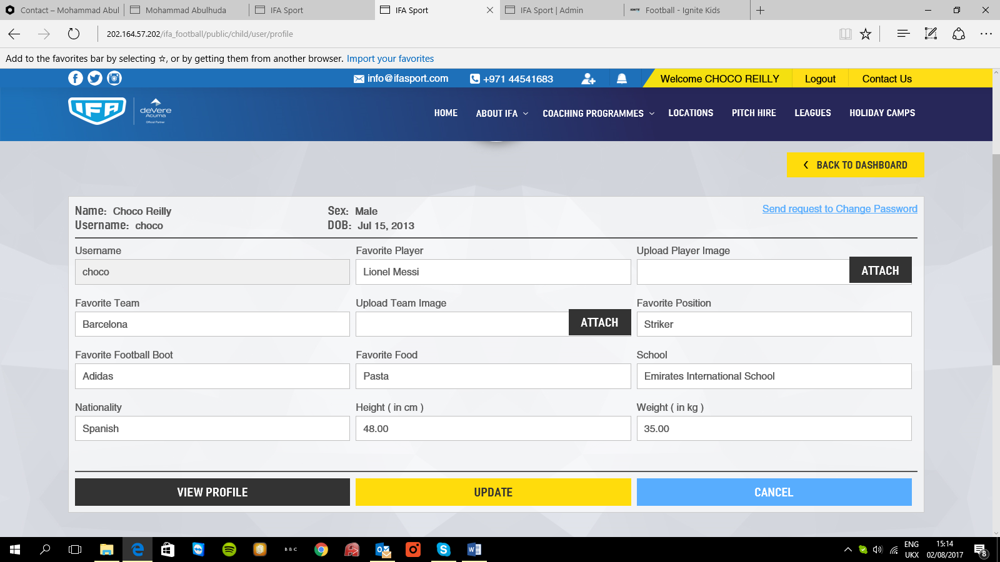 Contact – Mohammad Abul
Mohammad Abulhuda
IFA Sport
IFA Sport
IFA Sport | Admin
IGNITE
Football - Ignite Kids
202.164.57.202/ifa_football/public/child/user/profile
Add to the favorites bar by selecting ☆, or by getting them from another browser. Import your favorites
info@ifasport.com
+971 44541683
Welcome CHOCO REILLY
Logout
Contact Us
IFA
deVere
Acuma
Official Partner
HOME
ABOUT IFA
COACHING PROGRAMMES
LOCATIONS
PITCH HIRE
LEAGUES
HOLIDAY CAMPS
BACK TO DASHBOARD
Name: Choco Reilly
Sex: Male
Send request to Change Password
Username: choco
DOB: Jul 15, 2013
Username
Favorite Player
Upload Player Image
choco
Lionel Messi
ATTACH
Favorite Team
Upload Team Image
Favorite Position
Barcelona
ATTACH
Striker
Favorite Football Boot
Favorite Food
School
Adidas
Pasta
Emirates International School
Nationality
Height ( in cm )
Weight ( in kg )
Spanish
48.00
35.00
VIEW PROFILE
UPDATE
CANCEL
BBC
ENG
UKX
15:14
02/08/2017
8